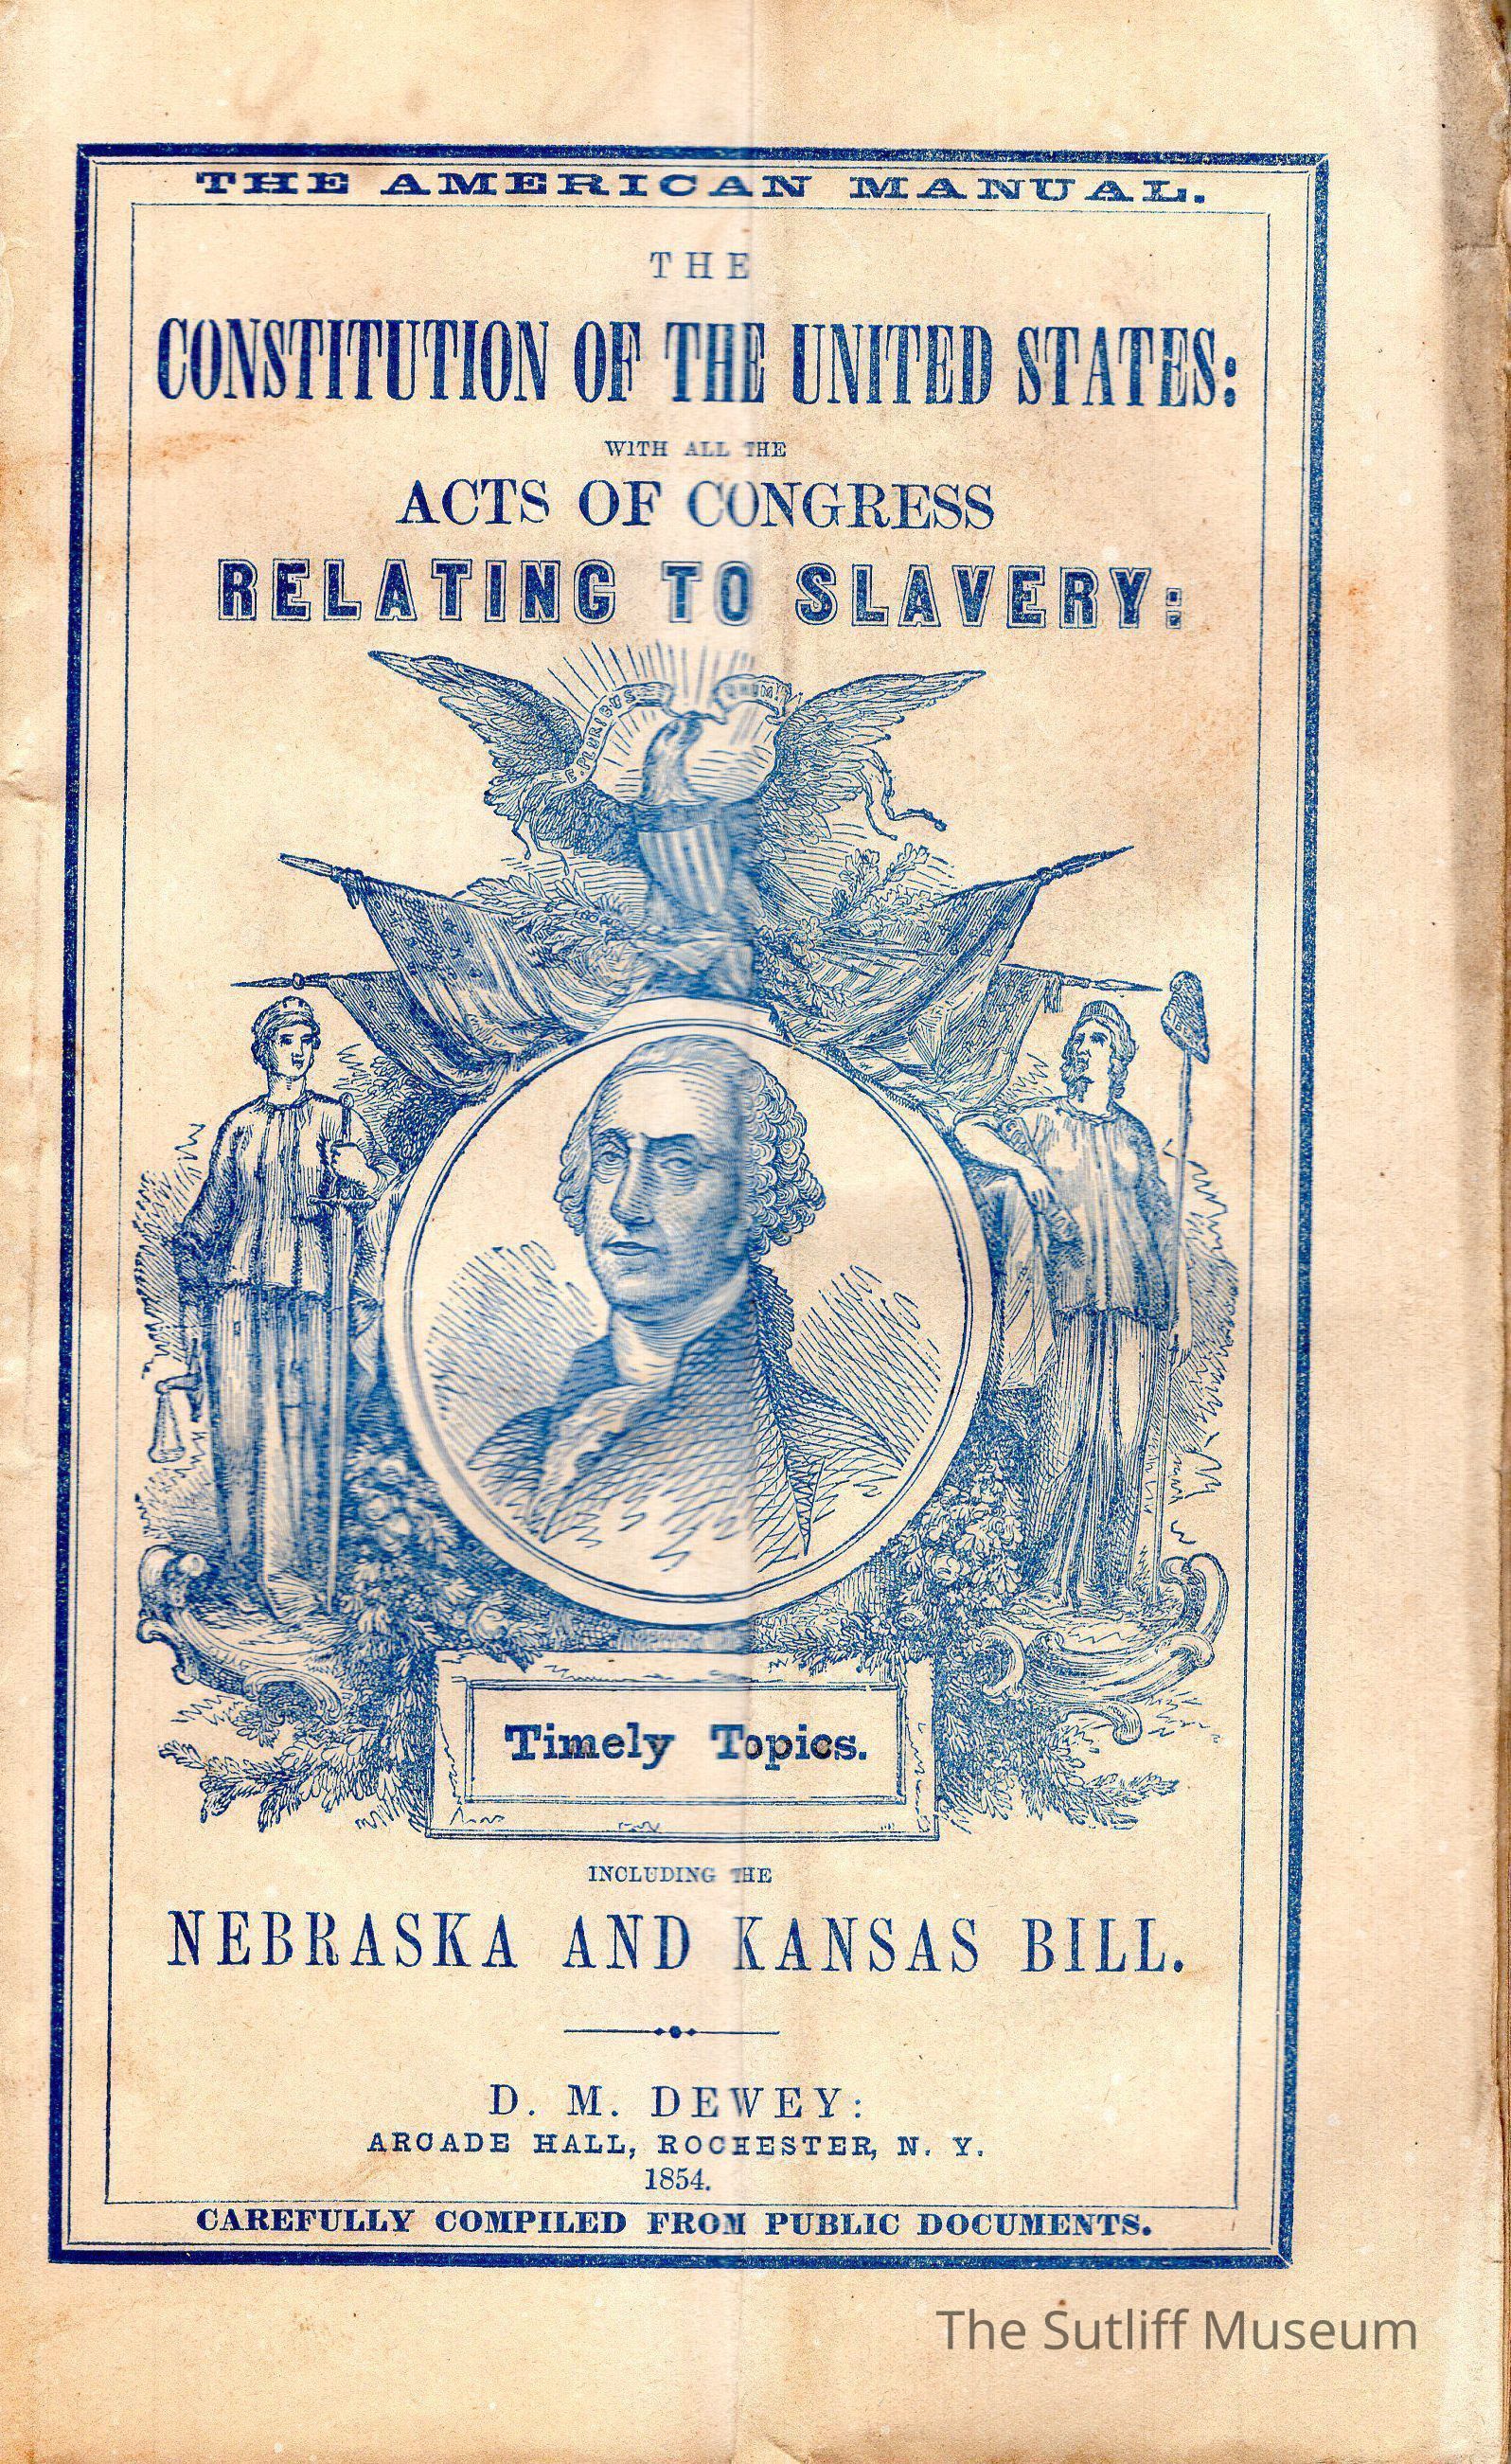 THE AMERICAN MANUAL.
THE
CONSTITUTION OF THE UNITED STATES:
WITH ALL THE
ACTS OF CONGRESS
RELATING TO SLAVERY:
E PLURIBUS UNUM
Timely Topics.
INCLUDING THE
NEBRASKA AND KANSAS BILL.
D. M. DEWEY:
ARCADE HALL, ROCHESTER, N. Y.
1854.
CAREFULLY COMPILED FROM PUBLIC DOCUMENTS.
The Sutliff Museum